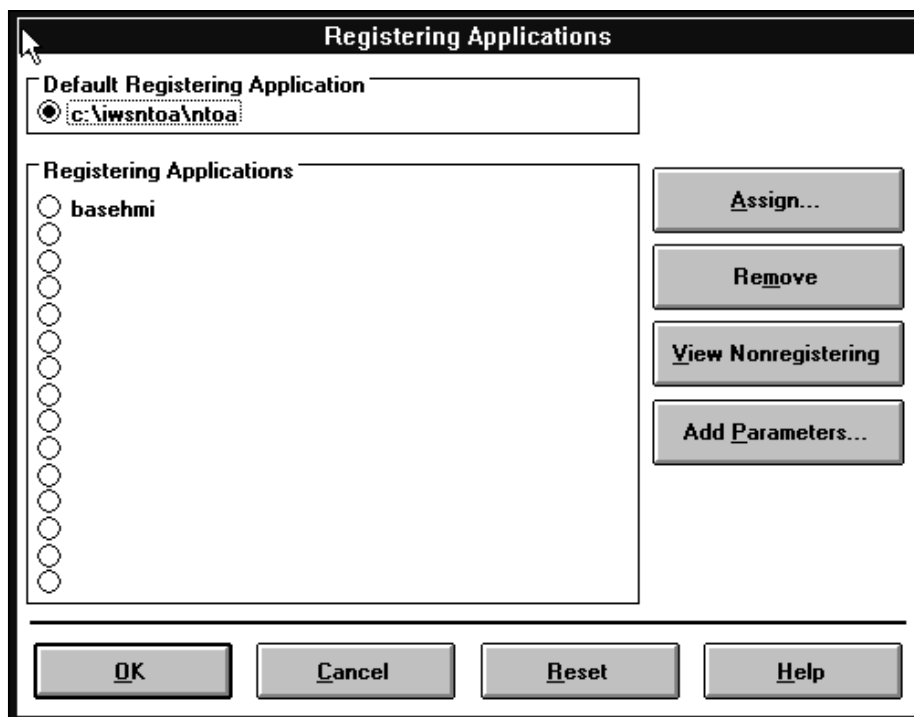 Registering Applications
Default Registering Application
c:\iwsntoa\ntoa
Registering Applications
basehmi
Assign...
Remove
View Nonregistering
Add Parameters...
OK
Cancel
Reset
Help